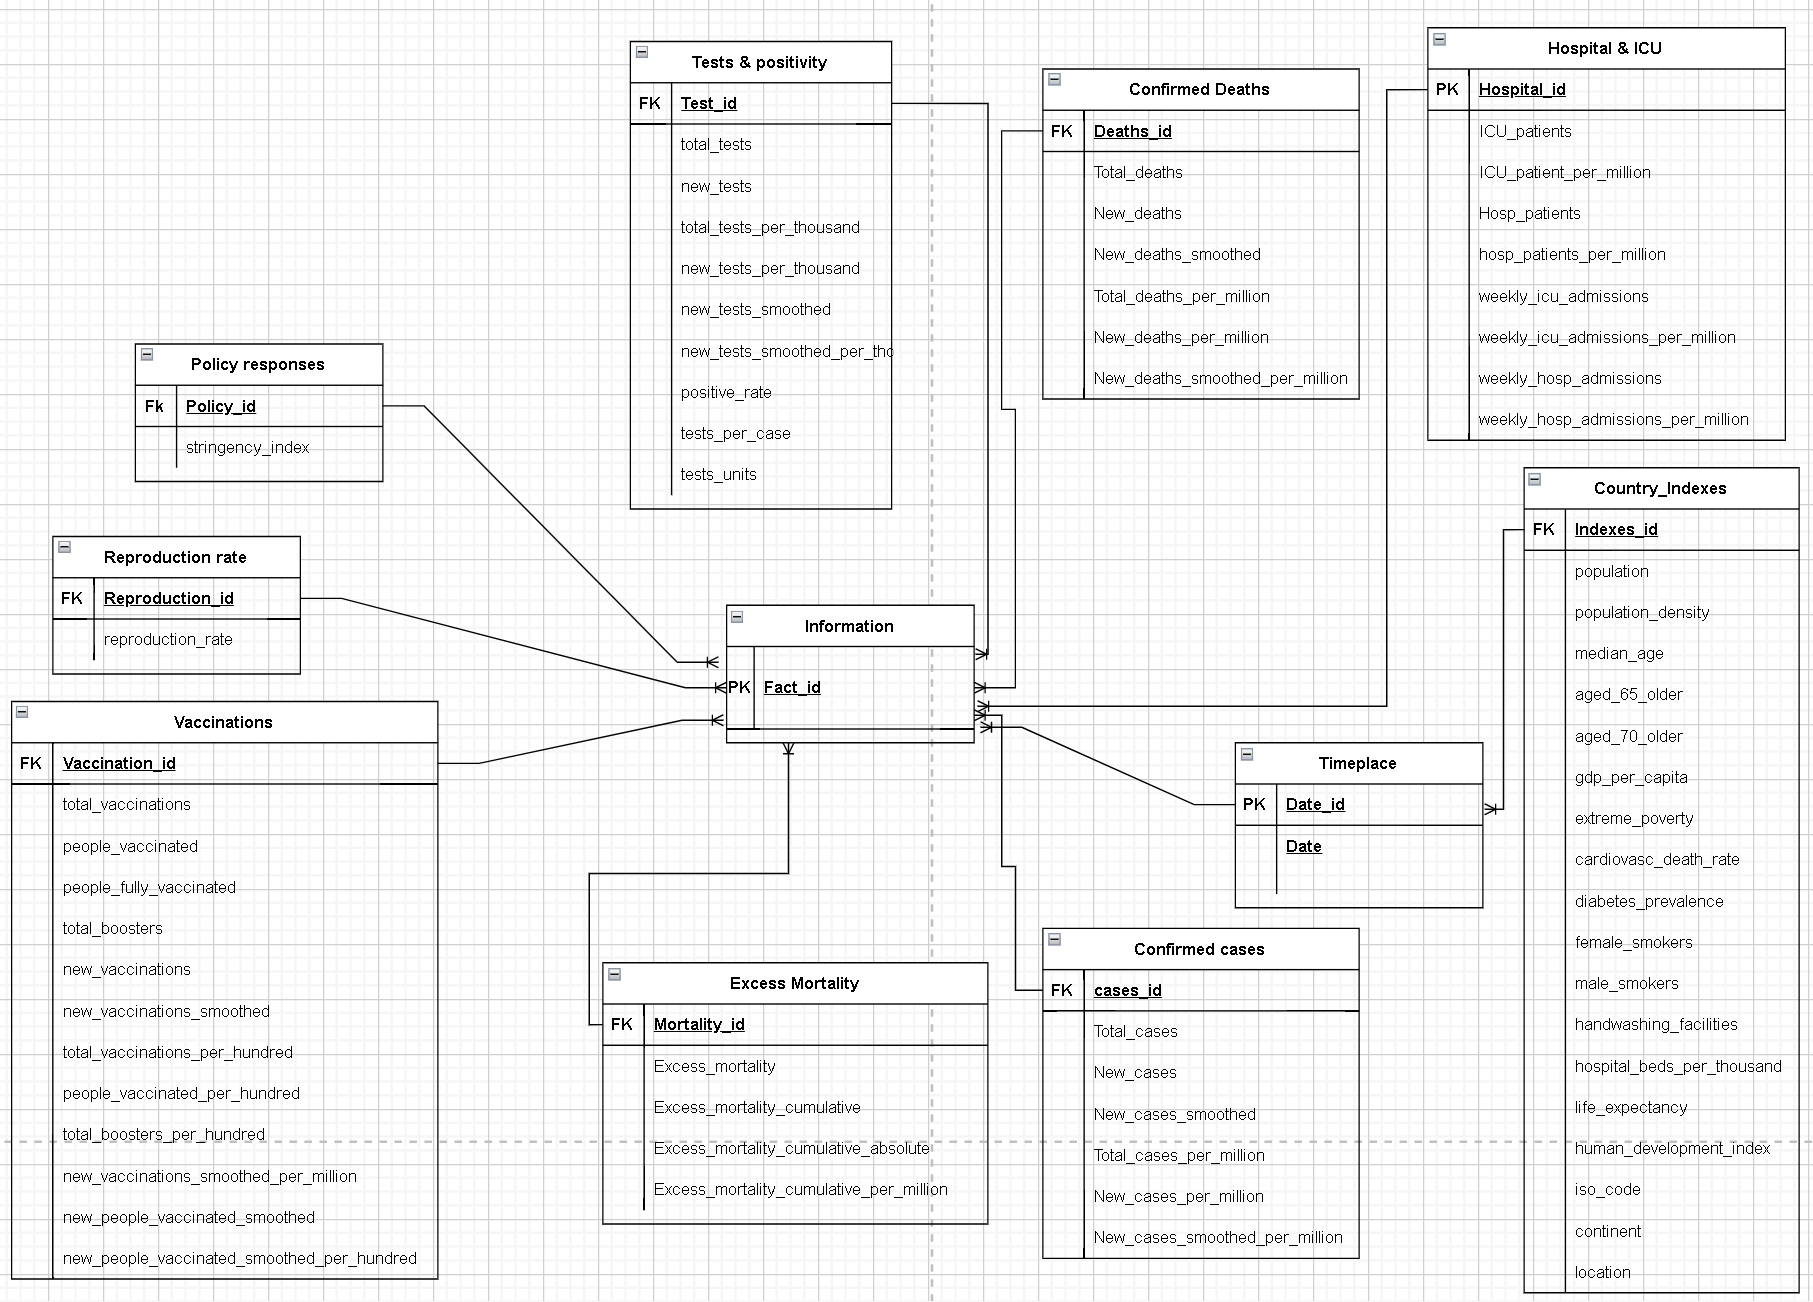 Tests & positivity
FK Test_id
total_tests
new_tests
total_tests_per_thousand
new_tests_per_thousand
new_tests_smoothed
new_tests_smoothed_per_tho
positive_rate
tests_per_case
tests_units
Confirmed Deaths
FK Deaths_id
Total_deaths
New_deaths
New_deaths_smoothed
Total_deaths_per_million
New_deaths_per_million
New_deaths_smoothed_per_million
Hospital & ICU
PK Hospital_id
ICU_patients
ICU_patient_per_million
Hosp_patients
hosp_patients_per_million
weekly_icu_admissions
weekly_icu_admissions_per_million
weekly_hosp_admissions
weekly_hosp_admissions_per_million
Policy responses
Fk Policy_id
stringency_index
Reproduction rate
FK Reproduction_id
reproduction_rate
Information
PK Fact_id
Country_Indexes
FK Indexes_id
population
population_density
median_age
aged_65_older
aged_70_older
gdp_per_capita
extreme_poverty
cardiovasc_death_rate
diabetes_prevalence
female_smokers
male_smokers
handwashing_facilities
hospital_beds_per_thousand
life_expectancy
human_development_index
iso_code
continent
location
Vaccinations
FK Vaccination_id
total_vaccinations
people_vaccinated
people_fully_vaccinated
total_boosters
new_vaccinations
new_vaccinations_smoothed
total_vaccinations_per_hundred
people_vaccinated_per_hundred
total_boosters_per_hundred
new_vaccinations_smoothed_per_million
new_people_vaccinated_smoothed
new_people_vaccinated_smoothed_per_hundred
Timeplace
PK Date_id
Date
Excess Mortality
FK Mortality_id
Excess_mortality
Excess_mortality_cumulative
Excess_mortality_cumulative_absolute
Excess_mortality_cumulative_per_million
Confirmed cases
FK cases_id
Total_cases
New_cases
New_cases_smoothed
Total_cases_per_million
New_cases_per_million
New_cases_smoothed_per_million